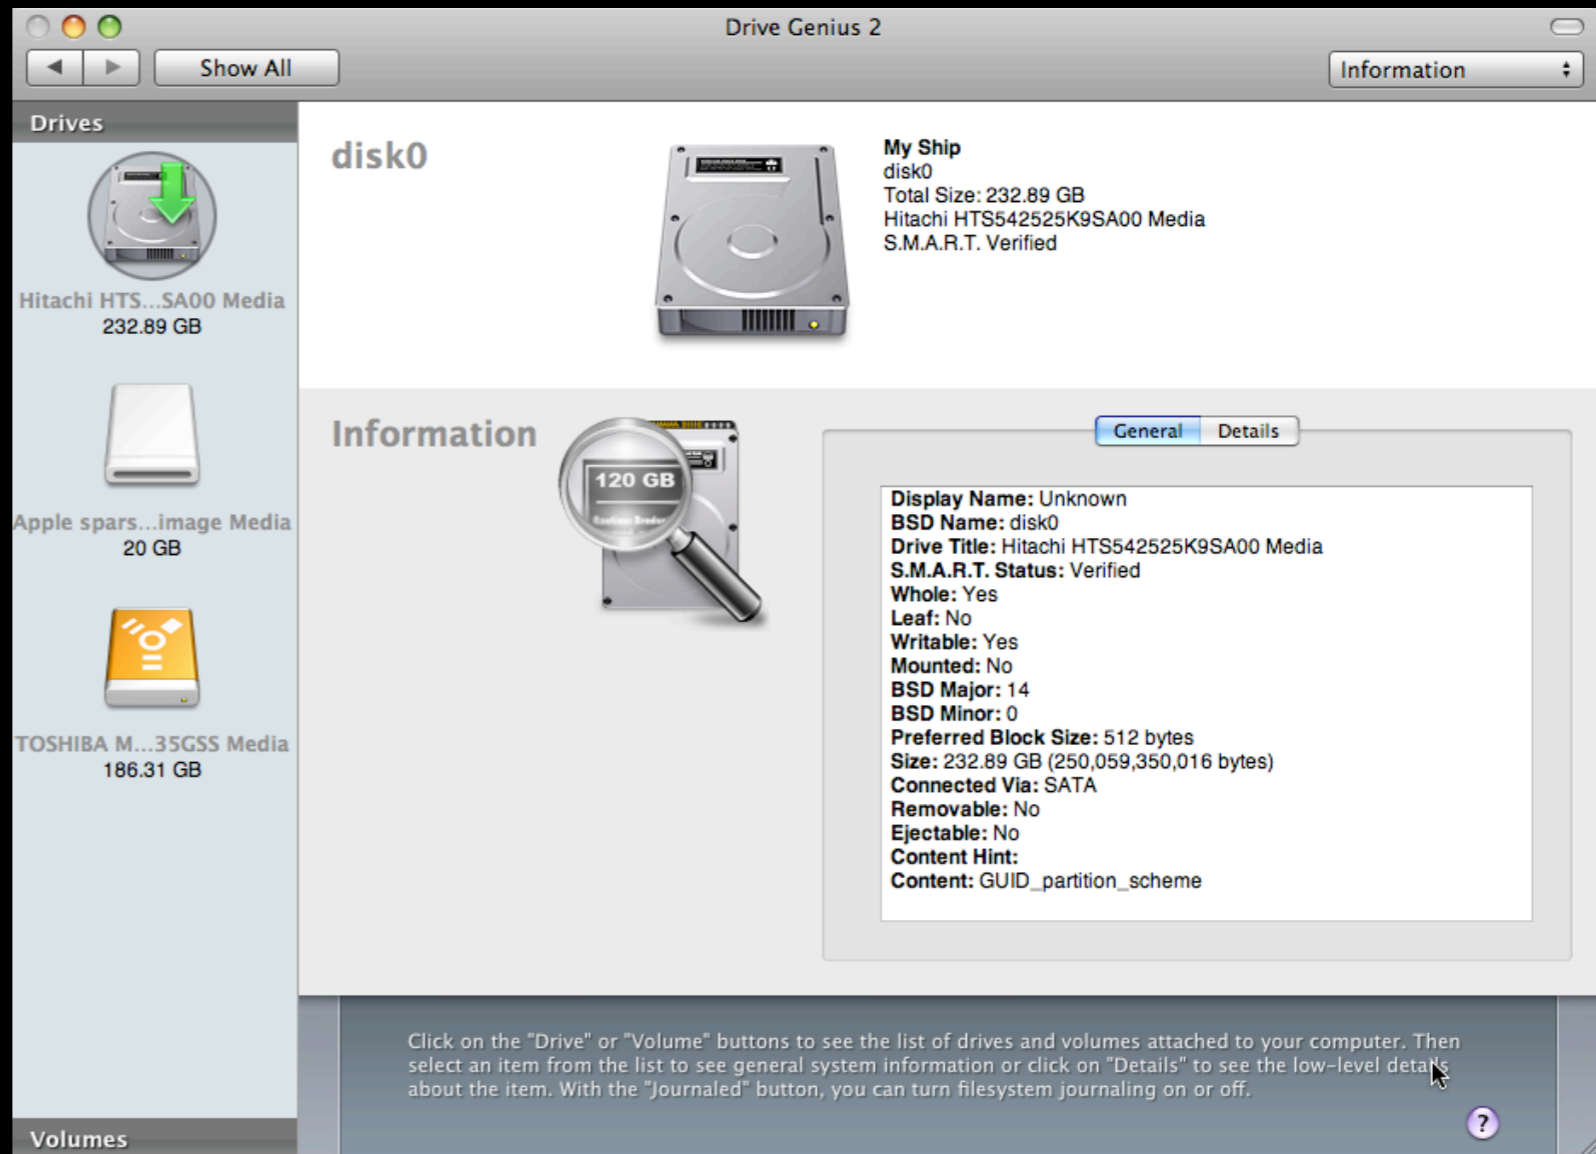 Drive Genius 2
Show All
Information
Drives
Hitachi HTS...SA00 Media
232.89 GB
Apple spars...image Media
20 GB
TOSHIBA M...35GSS Media
186.31 GB
Volumes
disk0
My Ship
disk0
Total Size: 232.89 GB
Hitachi HTS542525K9SA00 Media
S.M.A.R.T. Verified
Information
120 GB
General Details
Display Name: Unknown
BSD Name: disk0
Drive Title: Hitachi HTS542525K9SA00 Media
S.M.A.R.T. Status: Verified
Whole: Yes
Leaf: No
Writable: Yes
Mounted: No
BSD Major: 14
BSD Minor: 0
Preferred Block Size: 512 bytes
Size: 232.89 GB (250,059,350,016 bytes)
Connected Via: SATA
Removable: No
Ejectable: No
Content Hint:
Content: GUID_partition_scheme
Click on the "Drive" or "Volume" buttons to see the list of drives and volumes attached to your computer. Then
select an item from the list to see general system information or click on "Details" to see the low-level details
about the item. With the "Journaled" button, you can turn filesystem journaling on or off.
?